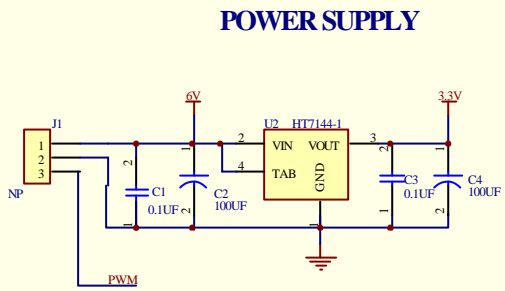 POWER SUPPLY
6V
3.3V
J1
U2 HT7144-1
1
2
3
NP
2
1
2
VIN VOUT
3
4
TAB
GND
2
1
C1
0.1UF
C2
100UF
C3
0.1UF
C4
100UF
1
2
1
1
2
PWM